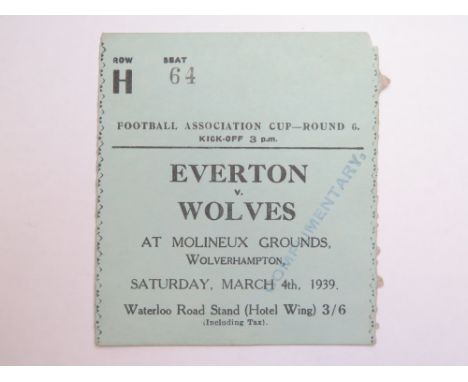 ROW SEAT
H 64
FOOTBALL ASSOCIATION CUP—ROUND 6.
KICK-OFF 3 p.m.
EVERTON
v.
WOLVES
AT MOLINEUX GROUNDS,
WOLVERHAMPTON,
SATURDAY, MARCH 4th, 1939.
Waterloo Road Stand (Hotel Wing) 3/6
(Including Tax).
COMPLIMENTARY